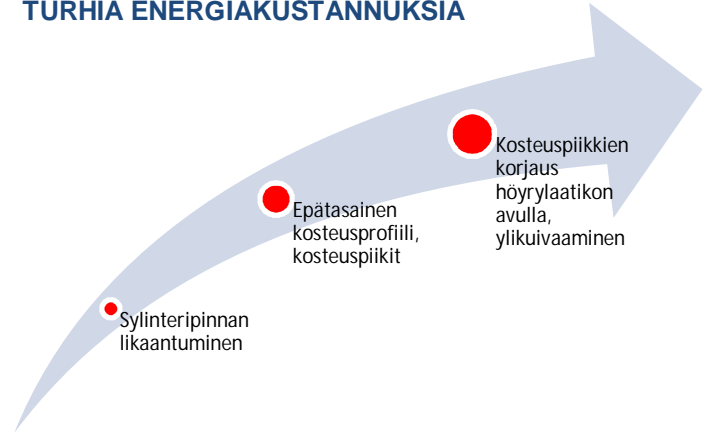 TURHIA ENERGIAKUSTANNUKSIA
Kosteuspiikkien
korjaus
höyrylaatikon
avulla,
ylikuivaaminen
Epätasainen
kosteusprofiili,
kosteuspiikit
Sylinteripinnan
likaantuminen